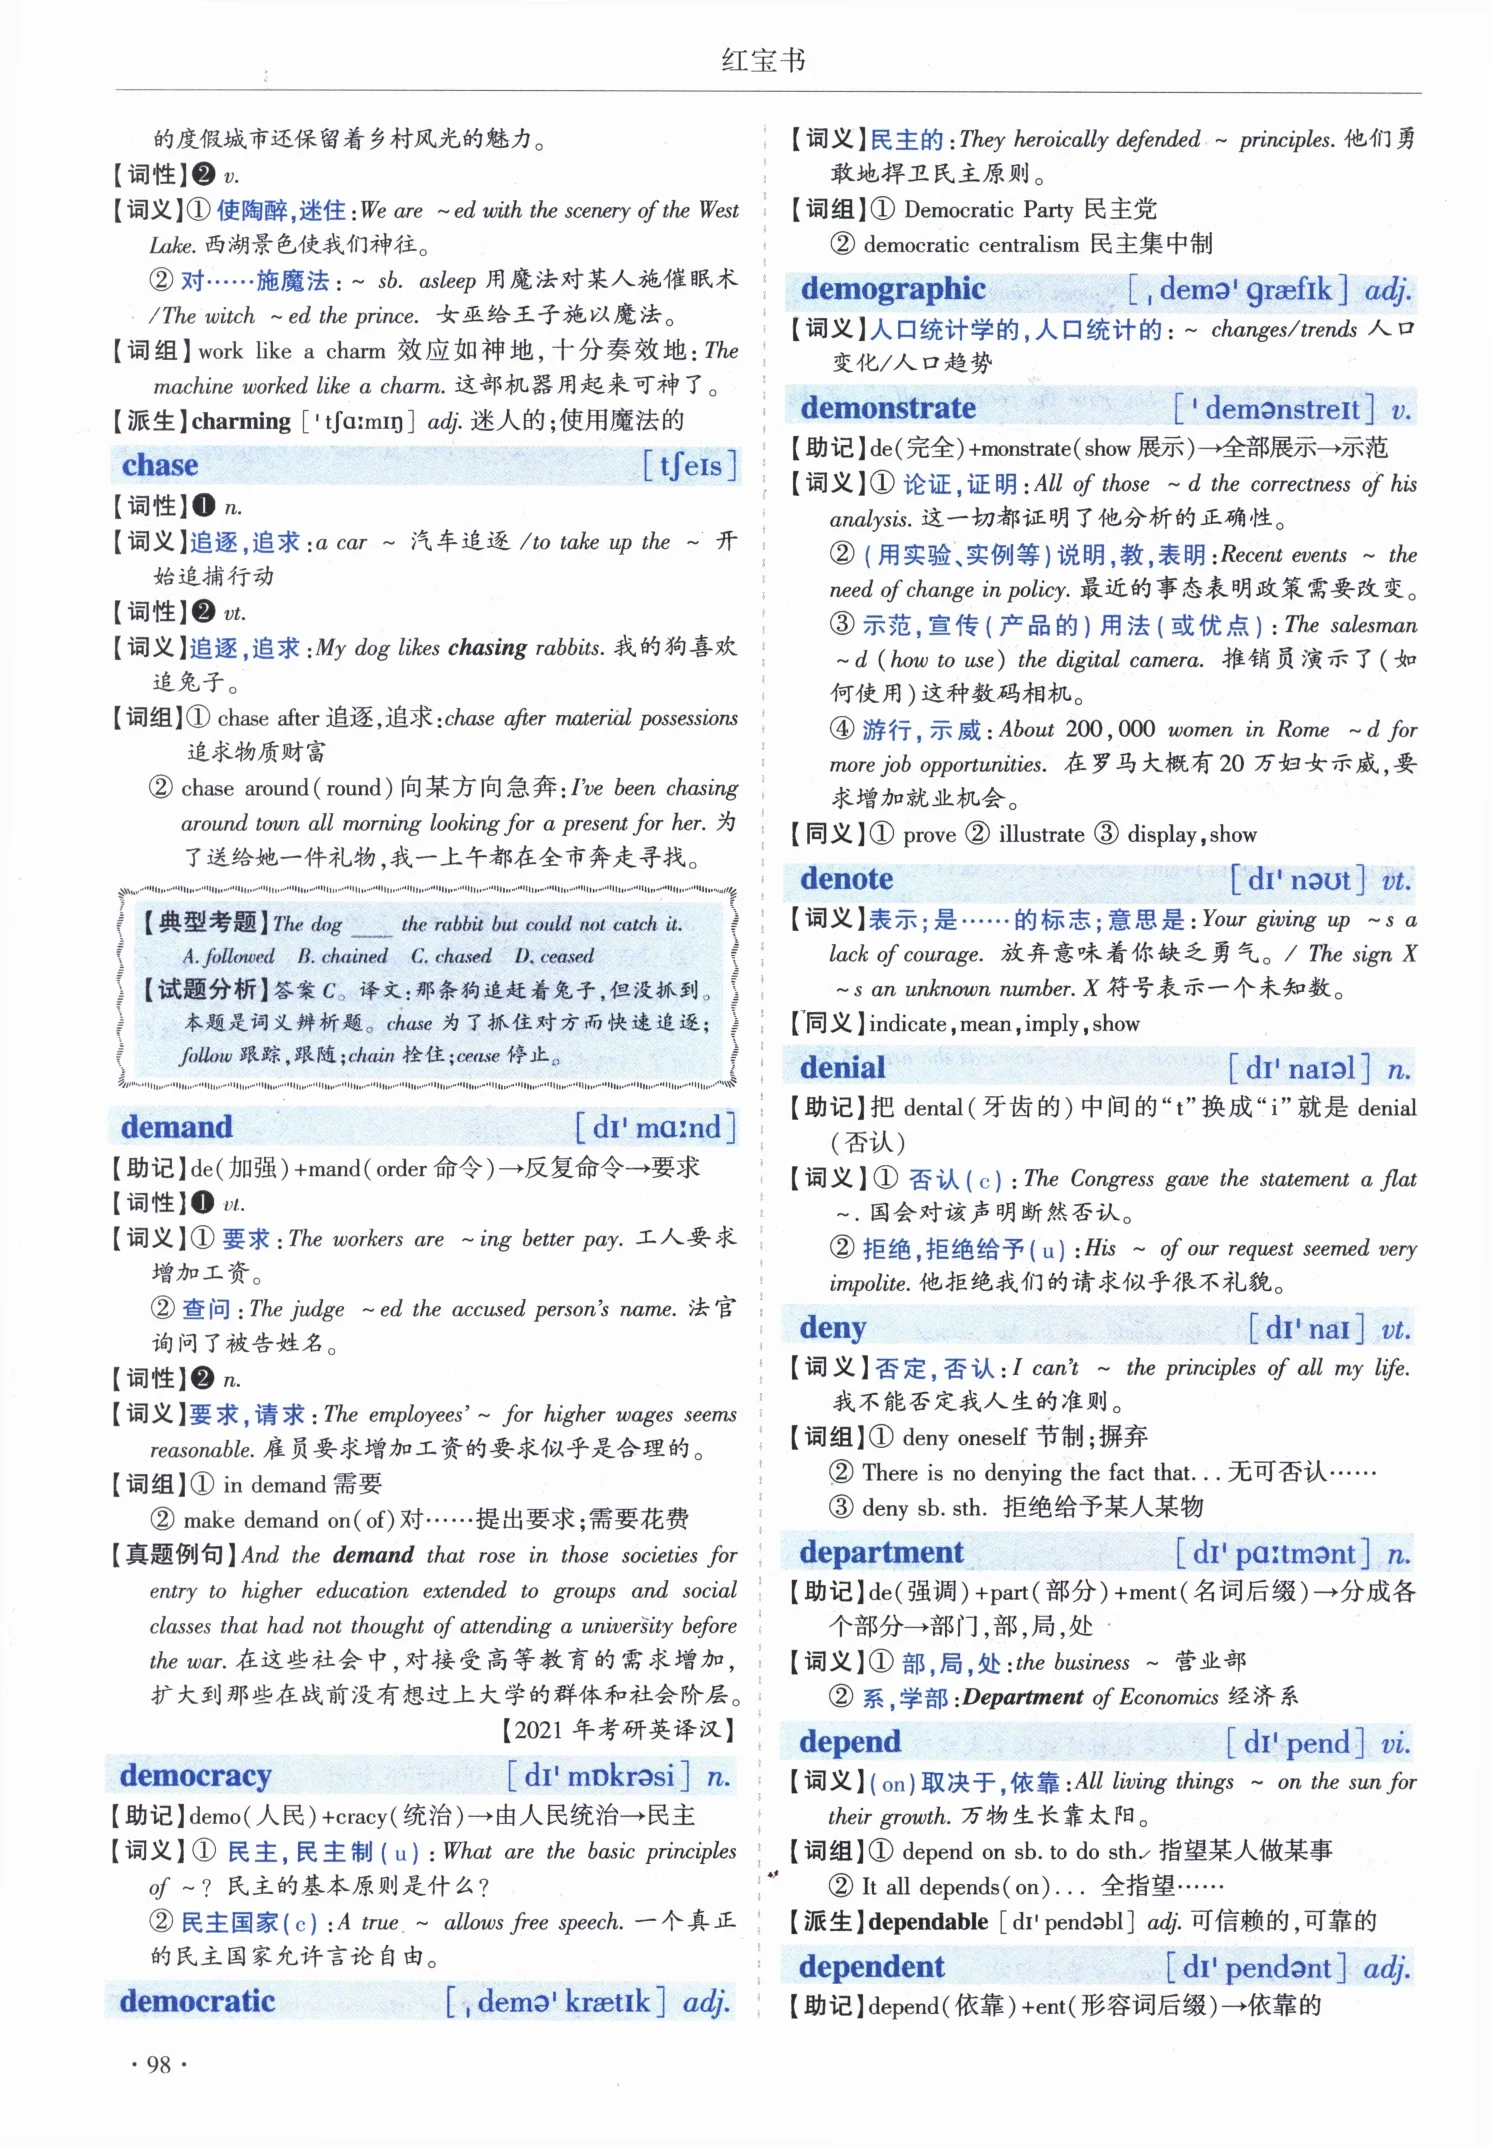 红宝书
的度假城市还保留着乡村风光的魅力。
【词性】❷ v.
【词义】① 使陶醉,迷住:We are ~ed with the scenery of the West
Lake. 西湖景色使我们神往。
② 对……施魔法: ~ sb. asleep 用魔法对某人施催眠术
/The witch ~ed the prince. 女巫给王子施以魔法。
【词组】work like a charm 效应如神地,十分奏效地:The
machine worked like a charm. 这部机器用起来可神了。
【派生】charming [ˈtʃɑːmɪŋ] adj. 迷人的;使用魔法的
chase [tʃeɪs]
【词性】❶ n.
【词义】追逐,追求:a car ~ 汽车追逐 /to take up the ~ 开
始追捕行动
【词性】❷ vt.
【词义】追逐,追求:My dog likes chasing rabbits. 我的狗喜欢
追兔子。
【词组】① chase after 追逐,追求:chase after material possessions
追求物质财富
② chase around(round)向某方向急奔:I've been chasing
around town all morning looking for a present for her. 为
了送给她一件礼物,我一上午都在全市奔走寻找。
【典型考题】The dog ____ the rabbit but could not catch it.
A. followed B. chained C. chased D. ceased
【试题分析】答案 C。译文:那条狗追赶着兔子,但没抓到。
本题是词义辨析题。chase 为了抓住对方而快速追逐;
follow 跟踪,跟随;chain 拴住;cease 停止。
demand [dɪˈmɑːnd]
【助记】de(加强)+mand(order 命令)→反复命令→要求
【词性】❶ vt.
【词义】① 要求:The workers are ~ing better pay. 工人要求
增加工资。
② 查问:The judge ~ed the accused person's name. 法官
询问了被告姓名。
【词性】❷ n.
【词义】要求,请求:The employees' ~ for higher wages seems
reasonable. 雇员要求增加工资的要求似乎是合理的。
【词组】① in demand 需要
② make demand on(of)对……提出要求;需要花费
【真题例句】And the demand that rose in those societies for
entry to higher education extended to groups and social
classes that had not thought of attending a university before
the war. 在这些社会中,对接受高等教育的需求增加,
扩大到那些在战前没有想过上大学的群体和社会阶层。
【2021 年考研英译汉】
democracy [dɪˈmɒkrəsi] n.
【助记】demo(人民)+cracy(统治)→由人民统治→民主
【词义】① 民主,民主制(u):What are the basic principles
of ~? 民主的基本原则是什么?
② 民主国家(c):A true ~ allows free speech. 一个真正
的民主国家允许言论自由。
democratic [ˌdeməˈkrætɪk] adj.
· 98 ·
【词义】民主的:They heroically defended ~ principles. 他们勇
敢地捍卫民主原则。
【词组】① Democratic Party 民主党
② democratic centralism 民主集中制
demographic [ˌdeməˈɡræfɪk] adj.
【词义】人口统计学的,人口统计的: ~ changes/trends 人口
变化/人口趋势
demonstrate [ˈdemənstreɪt] v.
【助记】de(完全)+monstrate(show 展示)→全部展示→示范
【词义】① 论证,证明:All of those ~d the correctness of his
analysis. 这一切都证明了他分析的正确性。
② (用实验、实例等)说明,教,表明:Recent events ~ the
need of change in policy. 最近的事态表明政策需要改变。
③ 示范,宣传(产品的)用法(或优点):The salesman
~d (how to use) the digital camera. 推销员演示了(如
何使用)这种数码相机。
④ 游行,示威:About 200,000 women in Rome ~d for
more job opportunities. 在罗马大概有20万妇女示威,要
求增加就业机会。
【同义】① prove ② illustrate ③ display,show
denote [dɪˈnəʊt] vt.
【词义】表示;是……的标志;意思是:Your giving up ~s a
lack of courage. 放弃意味着你缺乏勇气。/ The sign X
~s an unknown number. X 符号表示一个未知数。
【同义】indicate,mean,imply,show
denial [dɪˈnaɪəl] n.
【助记】把 dental(牙齿的)中间的“t”换成“i”就是 denial
(否认)
【词义】① 否认(c):The Congress gave the statement a flat
~. 国会对该声明断然否认。
② 拒绝,拒绝给予(u):His ~ of our request seemed very
impolite. 他拒绝我们的请求似乎很不礼貌。
deny [dɪˈnaɪ] vt.
【词义】否定,否认:I can't ~ the principles of all my life.
我不能否定我人生的准则。
【词组】① deny oneself 节制;摒弃
② There is no denying the fact that... 无可否认……
③ deny sb. sth. 拒绝给予某人某物
department [dɪˈpɑːtmənt] n.
【助记】de(强调)+part(部分)+ment(名词后缀)→分成各
个部分→部门,部,局,处
【词义】① 部,局,处:the business ~ 营业部
② 系,学部:Department of Economics 经济系
depend [dɪˈpend] vi.
【词义】(on)取决于,依靠:All living things ~ on the sun for
their growth. 万物生长靠太阳。
【词组】① depend on sb. to do sth. 指望某人做某事
② It all depends(on)... 全指望……
【派生】dependable [dɪˈpendəbl] adj. 可信赖的,可靠的
dependent [dɪˈpendənt] adj.
【助记】depend(依靠)+ent(形容词后缀)→依靠的